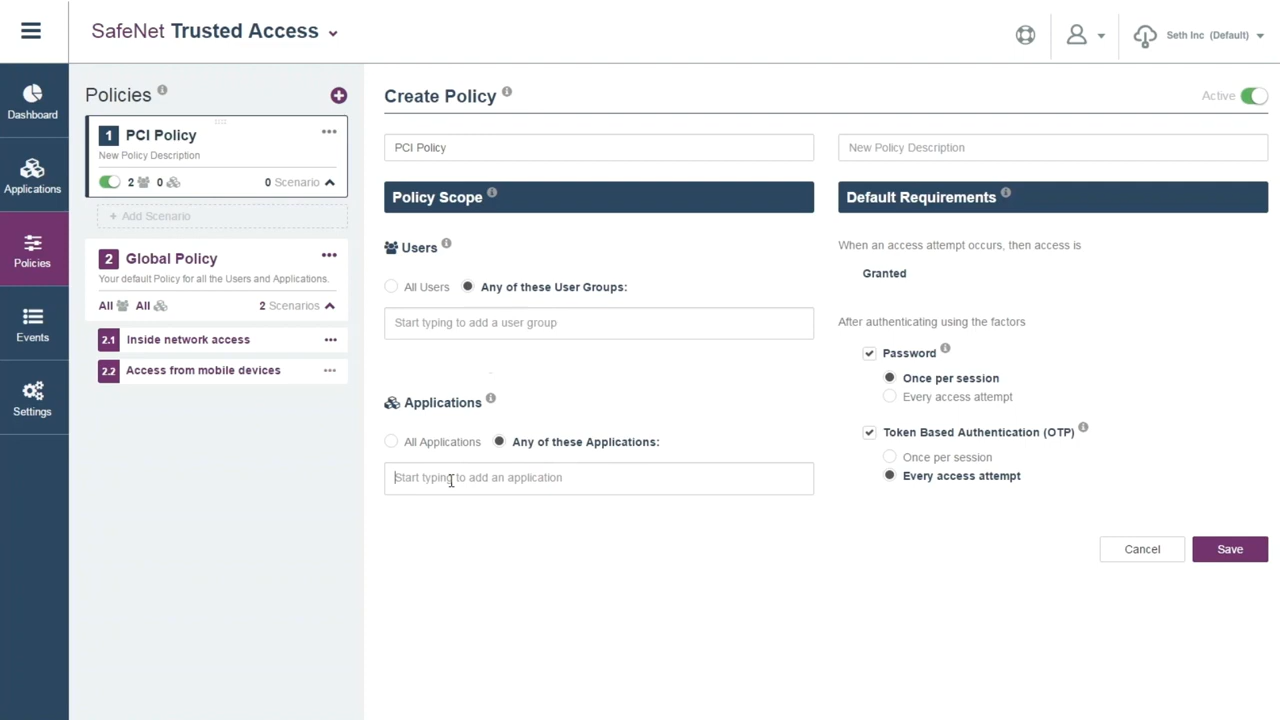 SafeNet Trusted Access
Seth Inc (Default)
Dashboard
Applications
Policies
Events
Settings
Policies
1 PCI Policy
New Policy Description
2 0 0 Scenario
+ Add Scenario
2 Global Policy
Your default Policy for all the Users and Applications.
All All 2 Scenarios
2.1 Inside network access
2.2 Access from mobile devices
Create Policy
Active
PCI Policy
New Policy Description
Policy Scope
Users
All Users Any of these User Groups:
Start typing to add a user group
Applications
All Applications Any of these Applications:
Start typing to add an application
Default Requirements
When an access attempt occurs, then access is
Granted
After authenticating using the factors
Password
Once per session
Every access attempt
Token Based Authentication (OTP)
Once per session
Every access attempt
Cancel Save